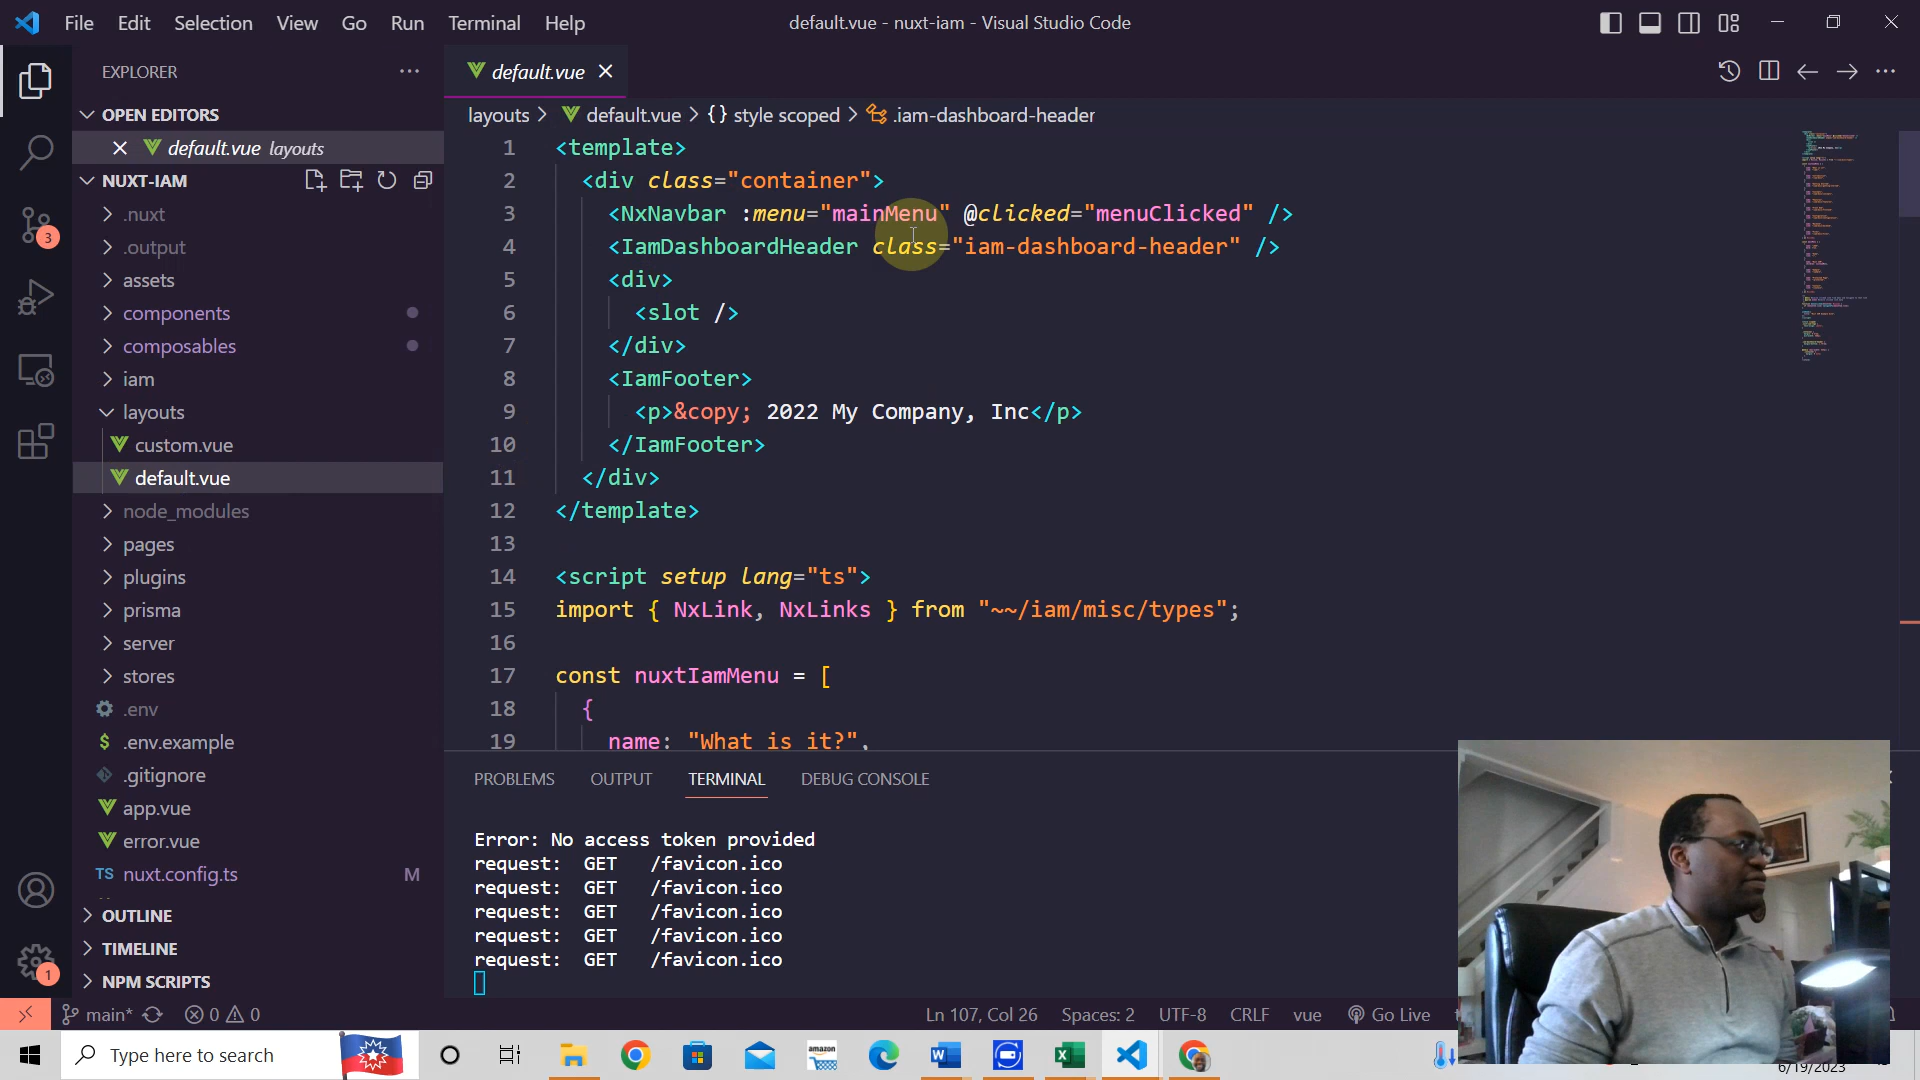 File Edit Selection View Go Run Terminal Help
default.vue - nuxt-iam - Visual Studio Code
EXPLORER
default.vue
OPEN EDITORS
default.vue layouts
NUXT-IAM
.nuxt
.output
assets
components
composables
iam
layouts
custom.vue
default.vue
node_modules
pages
plugins
prisma
server
stores
.env
$ .env.example
.gitignore
app.vue
error.vue
TS nuxt.config.ts M
OUTLINE
TIMELINE
NPM SCRIPTS
3
1
layouts > default.vue > {} style scoped > .iam-dashboard-header
1 <template>
2 <div class="container">
3 <NxNavbar :menu="mainMenu" @clicked="menuClicked" />
4 <IamDashboardHeader class="iam-dashboard-header" />
5 <div>
6 <slot />
7 </div>
8 <IamFooter>
9 <p>&copy; 2022 My Company, Inc</p>
10 </IamFooter>
11 </div>
12 </template>
13
14 <script setup lang="ts">
15 import { NxLink, NxLinks } from "~~/iam/misc/types";
16
17 const nuxtIamMenu = [
18 {
19 name: "What is it?",
PROBLEMS OUTPUT TERMINAL DEBUG CONSOLE
Error: No access token provided
request: GET /favicon.ico
request: GET /favicon.ico
request: GET /favicon.ico
request: GET /favicon.ico
request: GET /favicon.ico
main* 0 0
Ln 107, Col 26 Spaces: 2 UTF-8 CRLF vue Go Live
Type here to search
amazon
6/19/2023